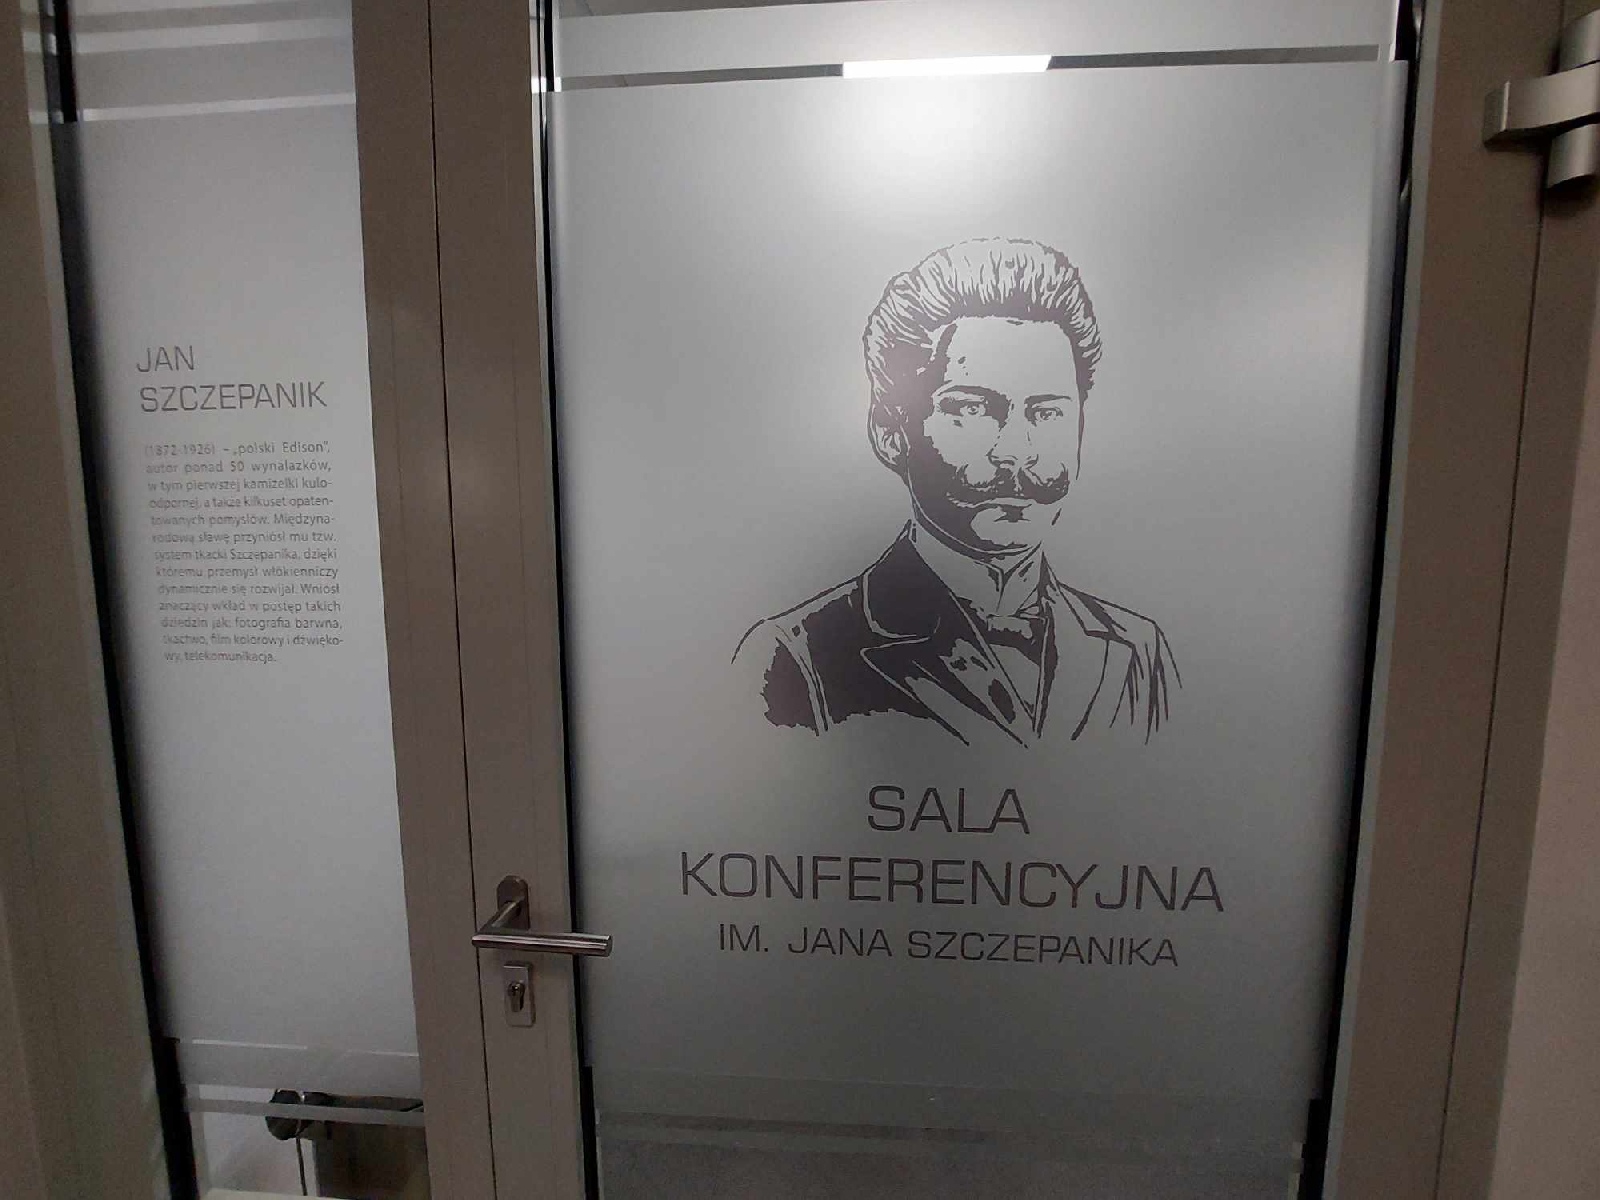 JAN
SZCZEPANIK
(1872-1926) – „polski Edison”,
autor ponad 50 wynalazków,
w tym pierwszej kamizelki kulo-
odpornej, a także kilkuset opaten-
towanych pomysłów. Międzyna-
rodową sławę przyniósł mu tzw.
system tkacki Szczepanika, dzięki
któremu przemysł włókienniczy
dynamicznie się rozwijał. Wniósł
znaczący wkład w postęp takich
dziedzin jak: fotografia barwna,
tkactwo, film kolorowy i dźwięko-
wy, telekomunikacja.
SALA
KONFERENCYJNA
IM. JANA SZCZEPANIKA